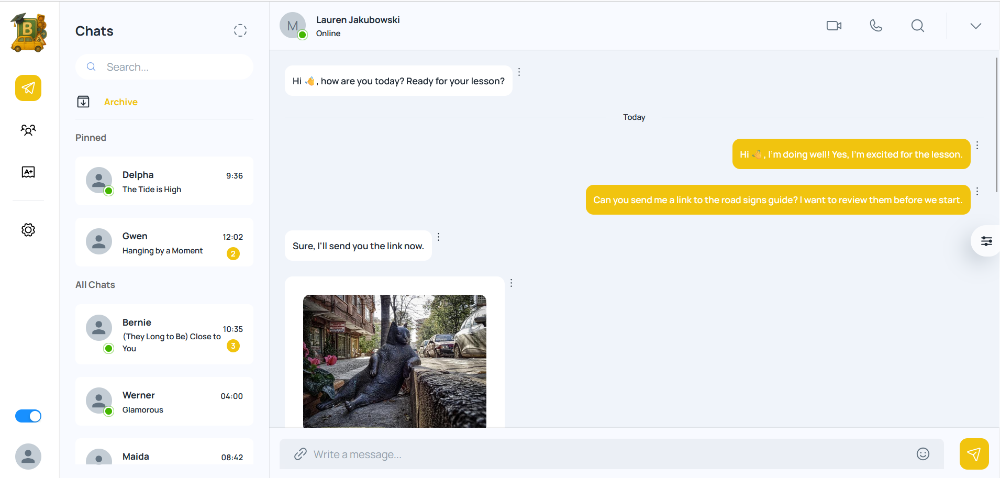 B
Chats
Search...
Archive
Pinned
Delpha
9:36
The Tide is High
Gwen
12:02
Hanging by a Moment
2
All Chats
Bernie
10:35
(They Long to Be) Close to
You
3
Werner
04:00
Glamorous
Maida
08:42
M
Lauren Jakubowski
Online
Hi 👋, how are you today? Ready for your lesson?
Today
Hi 👋, I'm doing well! Yes, I'm excited for the lesson.
Can you send me a link to the road signs guide? I want to review them before we start.
Sure, I'll send you the link now.
Write a message...
A+